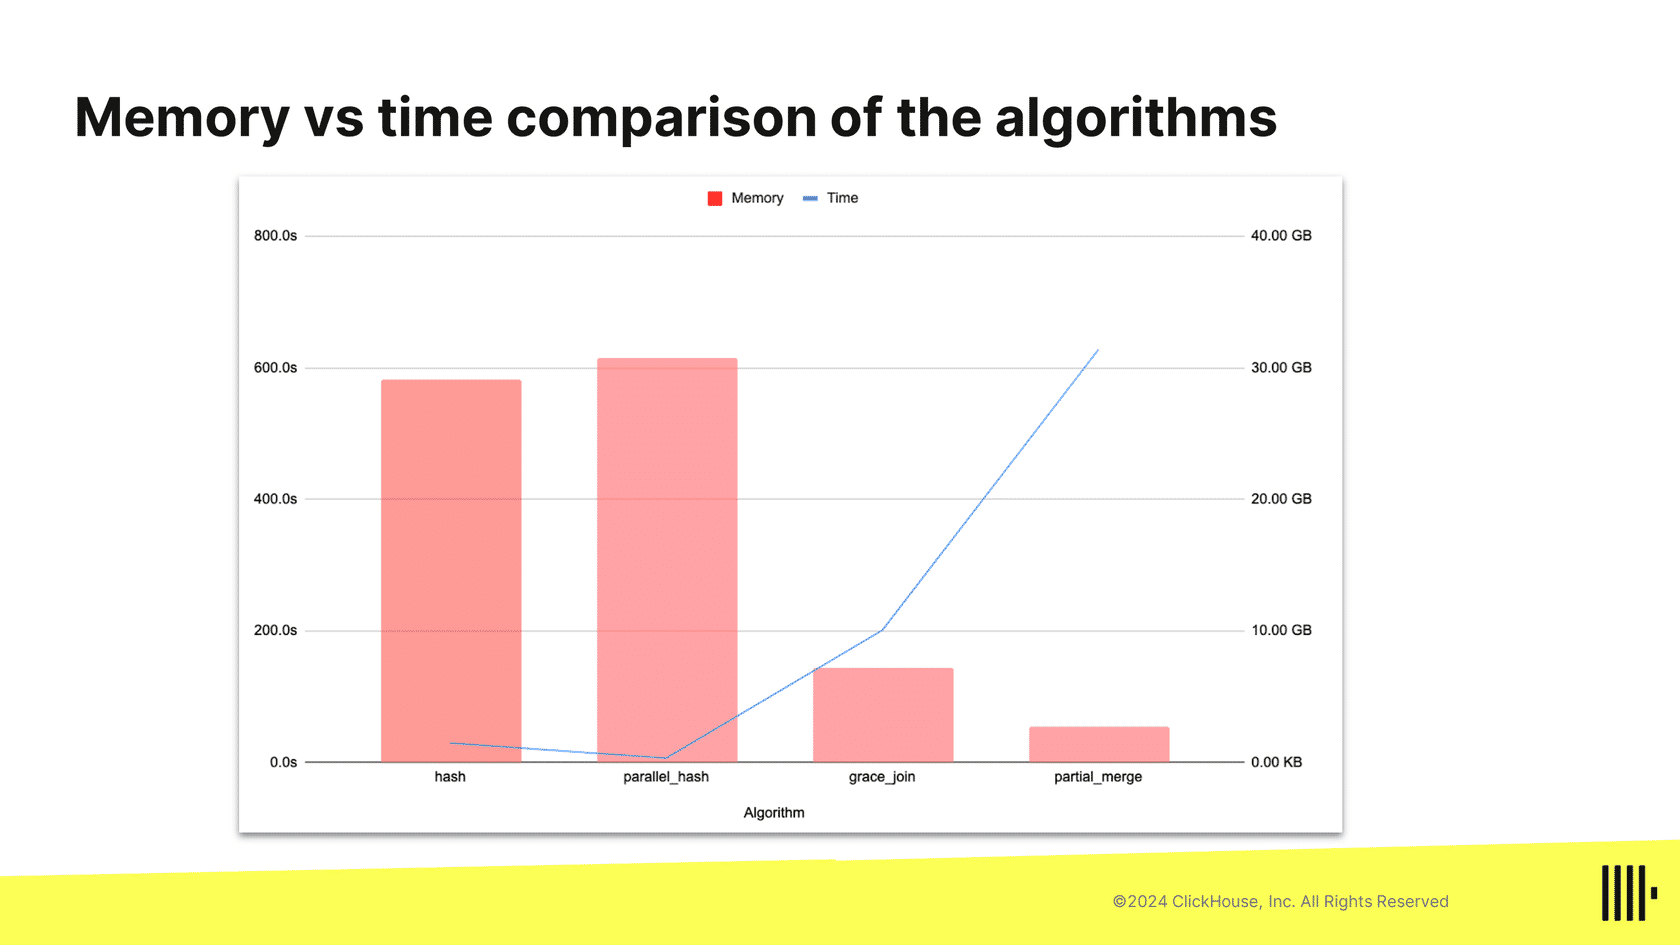 Memory vs time comparison of the algorithms
Memory Time
800.0s 40.00 GB
600.0s 30.00 GB
400.0s 20.00 GB
200.0s 10.00 GB
0.0s 0.00 KB
hash parallel_hash grace_join partial_merge
Algorithm
©2024 ClickHouse, Inc. All Rights Reserved